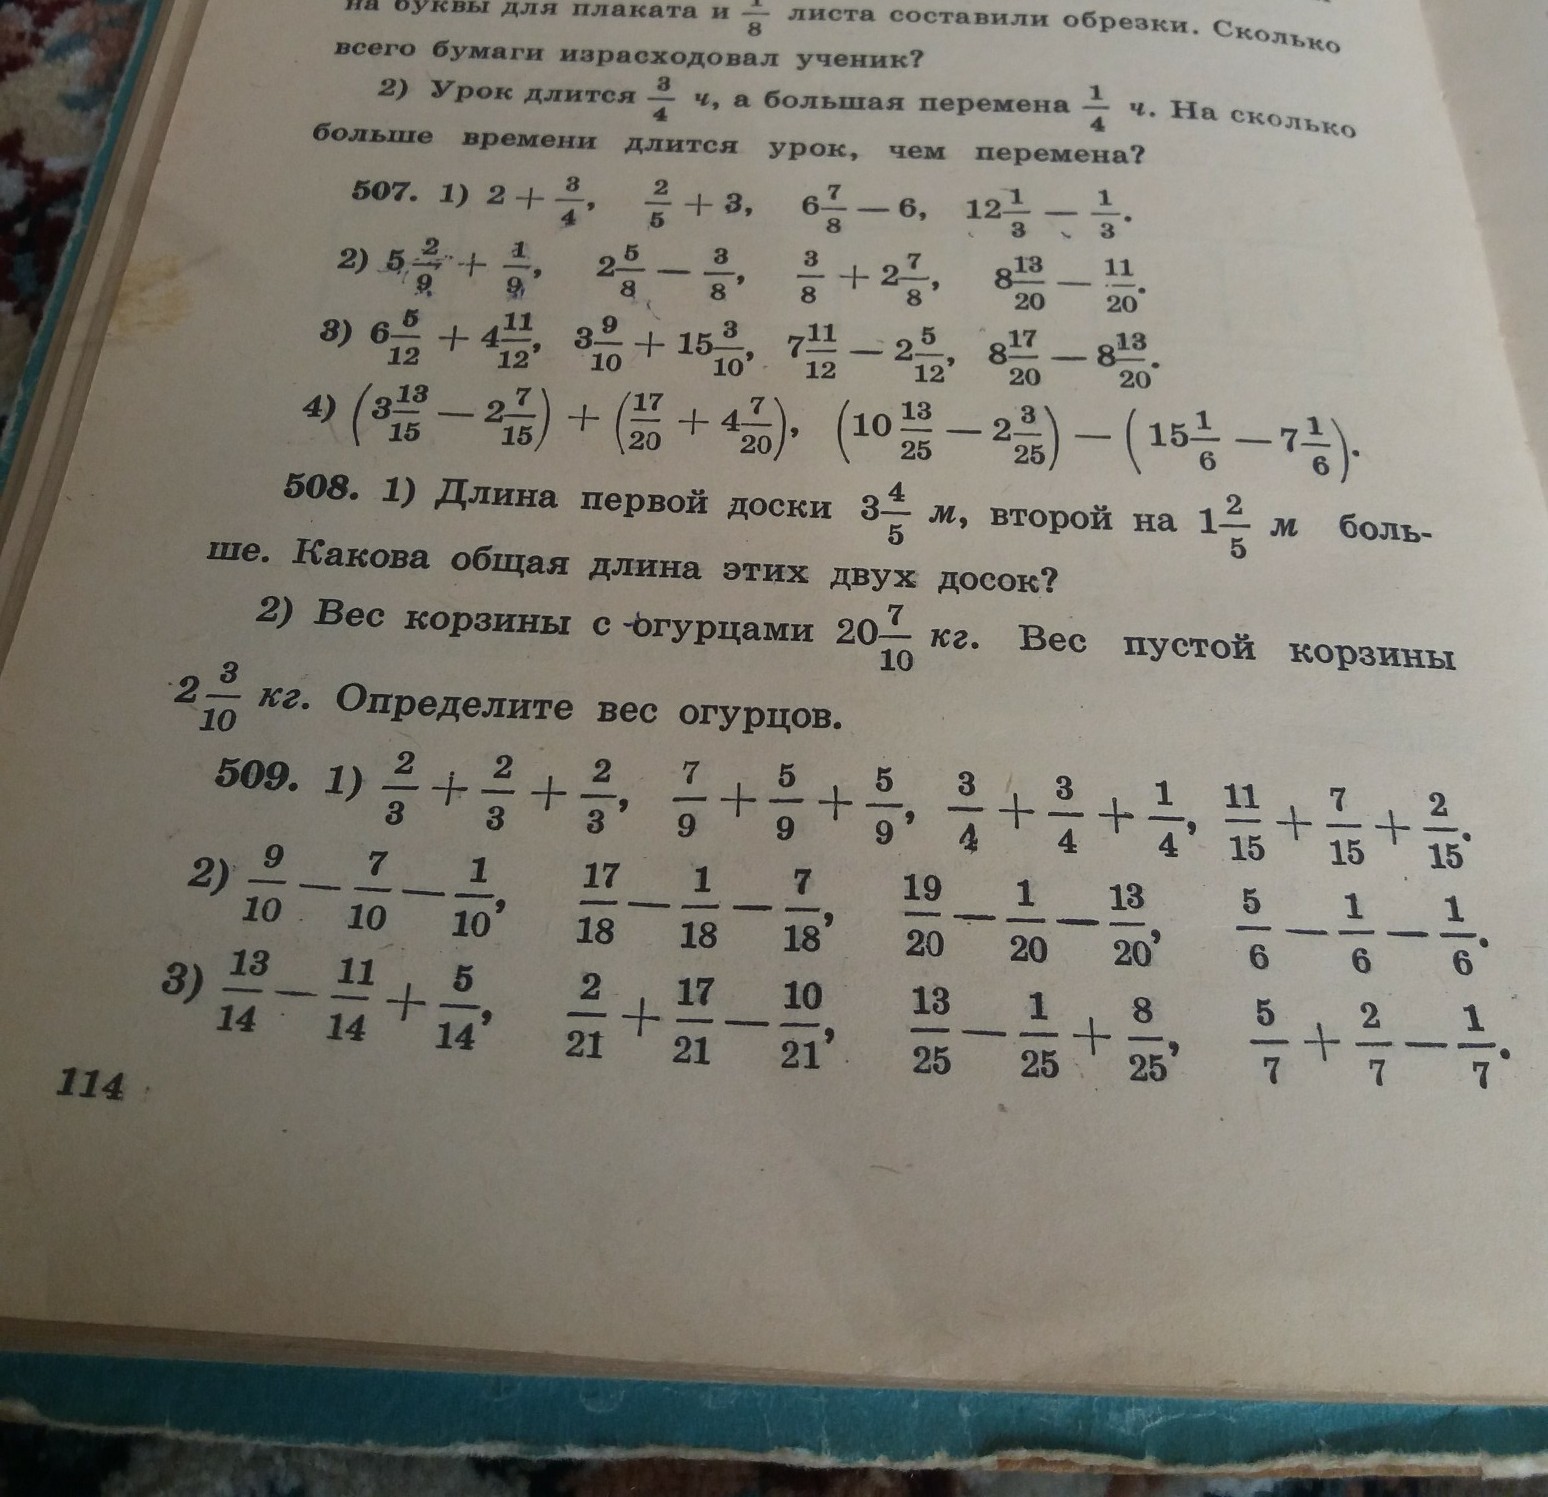 на буквы для плаката и 1/8 листа составили обрезки. Сколько
всего бумаги израсходовал ученик?
2) Урок длится 3/4 ч, а большая перемена 1/4 ч. На сколько
больше времени длится урок, чем перемена?
507. 1) 2 + 3/4, 2/5 + 3, 6 7/8 — 6, 12 1/3 — 1/3.
2) 5 2/9 + 1/9, 2 5/8 — 3/8, 3/8 + 2 7/8, 8 13/20 — 11/20.
3) 6 5/12 + 4 11/12, 3 9/10 + 15 3/10, 7 11/12 — 2 5/12, 8 17/20 — 8 13/20.
4) (3 13/15 — 2 7/15) + (17/20 + 4 7/20), (10 13/25 — 2 3/25) — (15 1/6 — 7 1/6).
508. 1) Длина первой доски 3 4/5 м, второй на 1 2/5 м боль-
ше. Какова общая длина этих двух досок?
2) Вес корзины с огурцами 20 7/10 кг. Вес пустой корзины
2 3/10 кг. Определите вес огурцов.
509. 1) 2/3 + 2/3 + 2/3, 7/9 + 5/9 + 5/9, 3/4 + 3/4 + 1/4, 11/15 + 7/15 + 2/15.
2) 9/10 — 7/10 — 1/10, 17/18 — 1/18 — 7/18, 19/20 — 1/20 — 13/20, 5/6 — 1/6 — 1/6.
3) 13/14 — 11/14 + 5/14, 2/21 + 17/21 — 10/21, 13/25 — 1/25 + 8/25, 5/7 + 2/7 — 1/7.
114